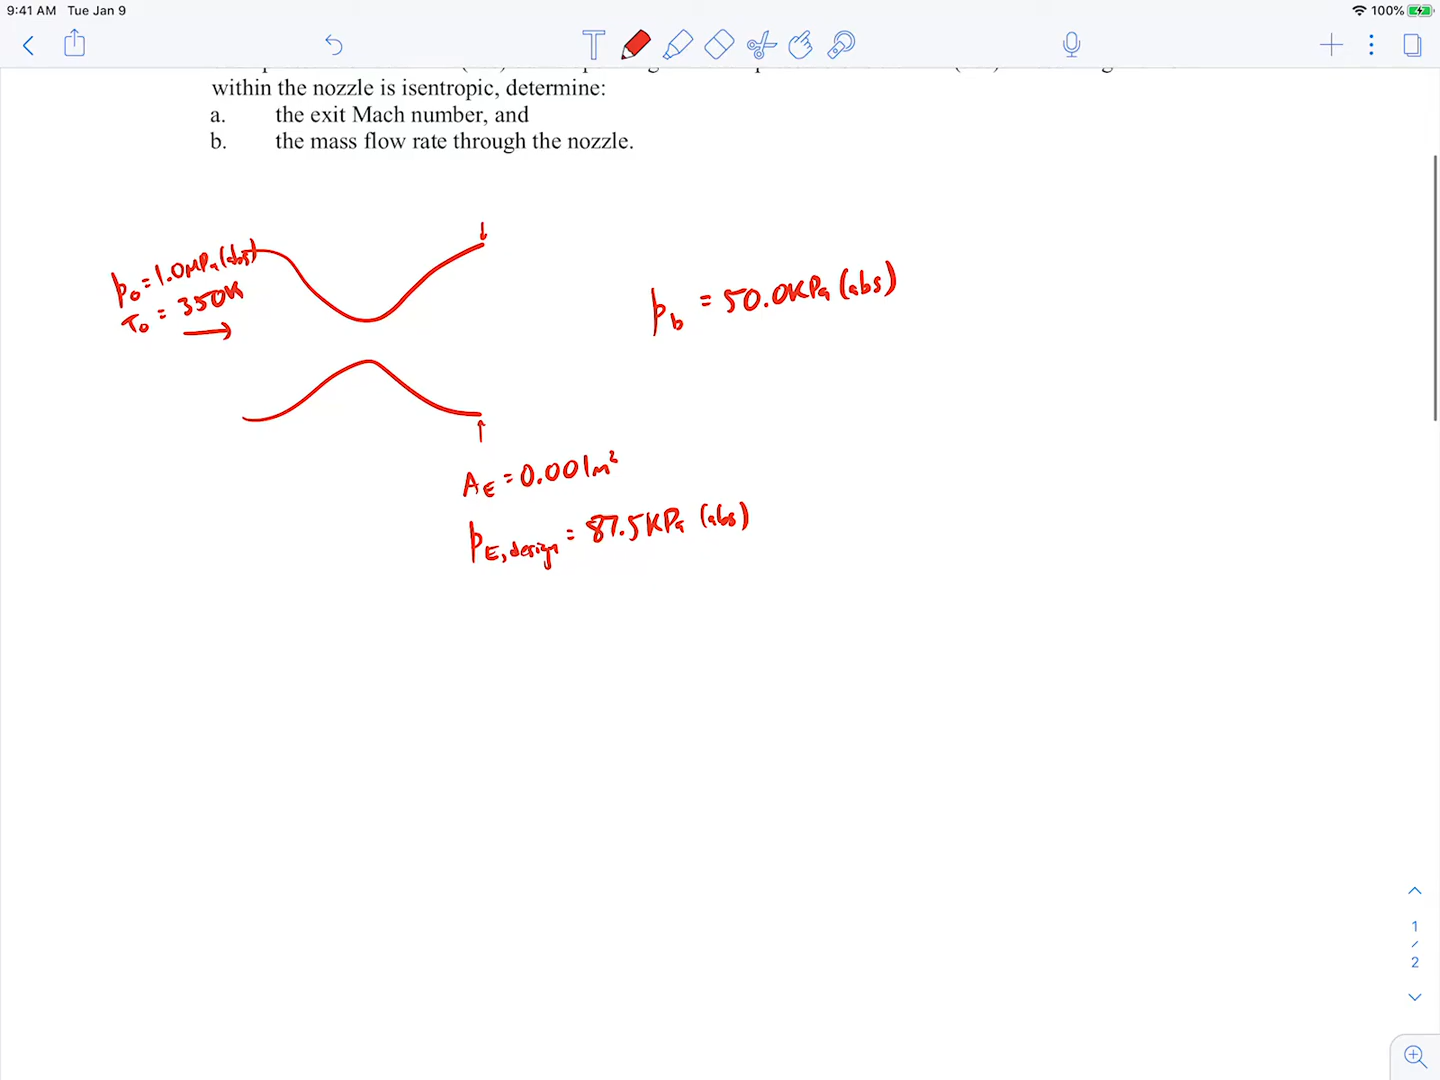 9:41 AM Tue Jan 9
100%
within the nozzle is isentropic, determine:
a. the exit Mach number, and
b. the mass flow rate through the nozzle.
p₀ = 1.0MPa (abs)
T₀ = 350K
p_b = 50.0KPa (abs)
A_E = 0.001m²
p_E,design = 87.5KPa (abs)
1
/
2